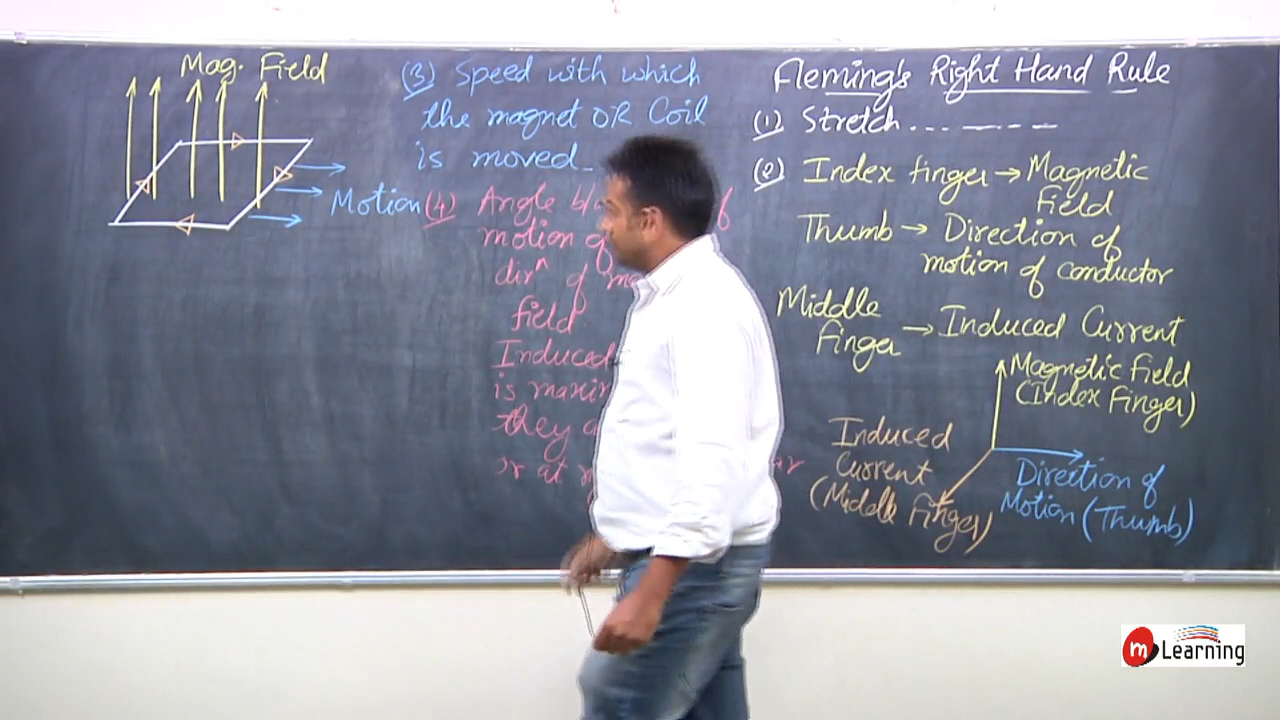 Mag. Field
Motion
(3) Speed with which
the magnet OR Coil
is moved
(4) Angle
motion of
dirⁿ of
field.
Induced
is
they
or at
Fleming's Right Hand Rule
(1) Stretch... ----
(2) Index finger → Magnetic
Field
Thumb → Direction of
motion of conductor
Middle
finger → Induced Current
Magnetic Field
(Index Finger)
Induced
Current
(Middle Finger)
Direction of
Motion (Thumb)
m Learning